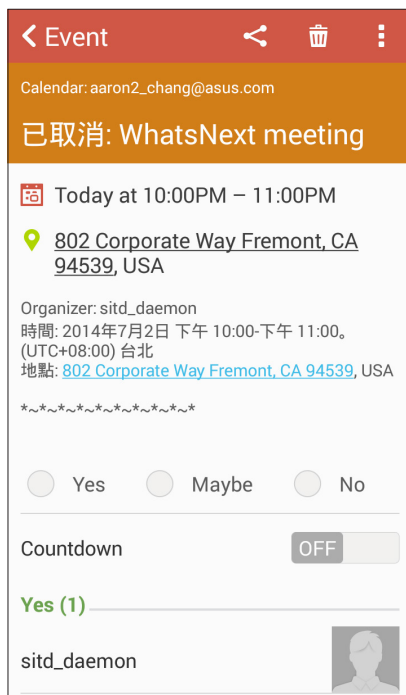 Event
Calendar: aaron2_chang@asus.com
已取消: WhatsNext meeting
Today at 10:00PM – 11:00PM
802 Corporate Way Fremont, CA
94539, USA
Organizer: sitd_daemon
時間: 2014年7月2日 下午 10:00-下午 11:00。
(UTC+08:00) 台北
地點: 802 Corporate Way Fremont, CA 94539, USA
*~*~*~*~*~*~*~*~*~*
Yes Maybe No
Countdown OFF
Yes (1)
sitd_daemon